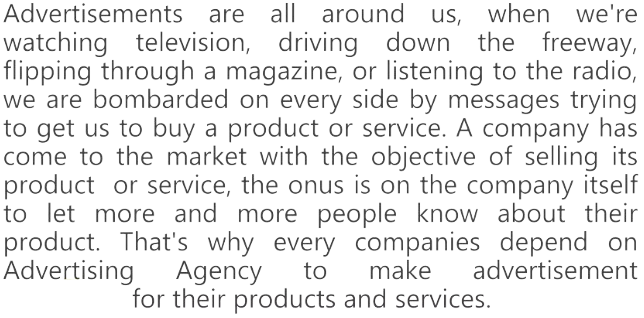 Advertisements are all around us, when we're
watching television, driving down the freeway,
flipping through a magazine, or listening to the radio,
we are bombarded on every side by messages trying
to get us to buy a product or service. A company has
come to the market with the objective of selling its
product or service, the onus is on the company itself
to let more and more people know about their
product. That's why every companies depend on
Advertising Agency to make advertisement
for their products and services.